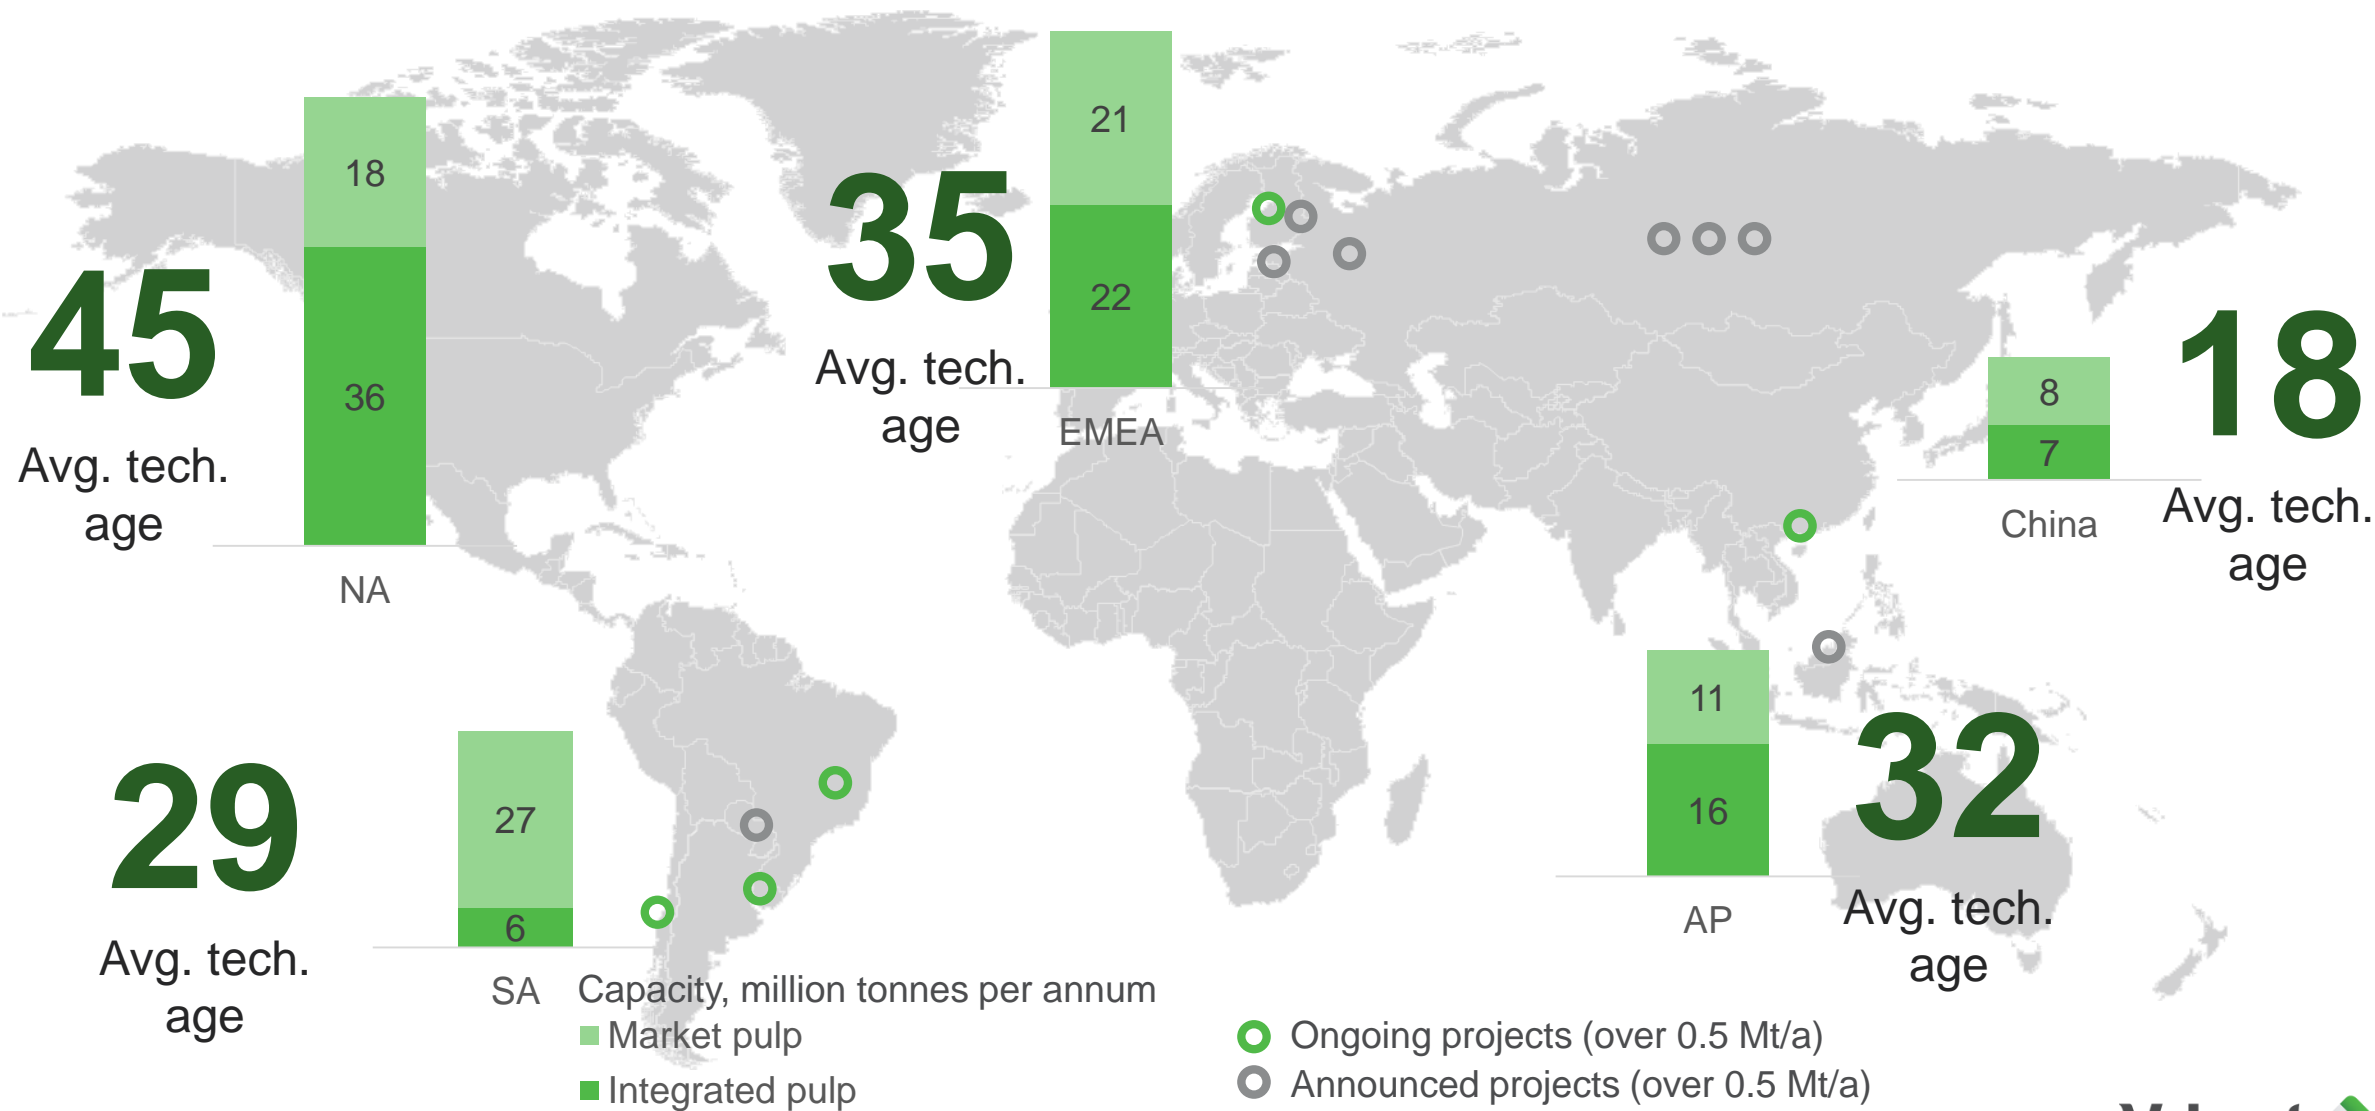 45
Avg. tech.
age
18
36
NA
35
Avg. tech.
age
21
22
EMEA
8
7
China
18
Avg. tech.
age
29
Avg. tech.
age
27
6
SA
11
16
AP
32
Avg. tech.
age
Capacity, million tonnes per annum
Market pulp
Integrated pulp
Ongoing projects (over 0.5 Mt/a)
Announced projects (over 0.5 Mt/a)